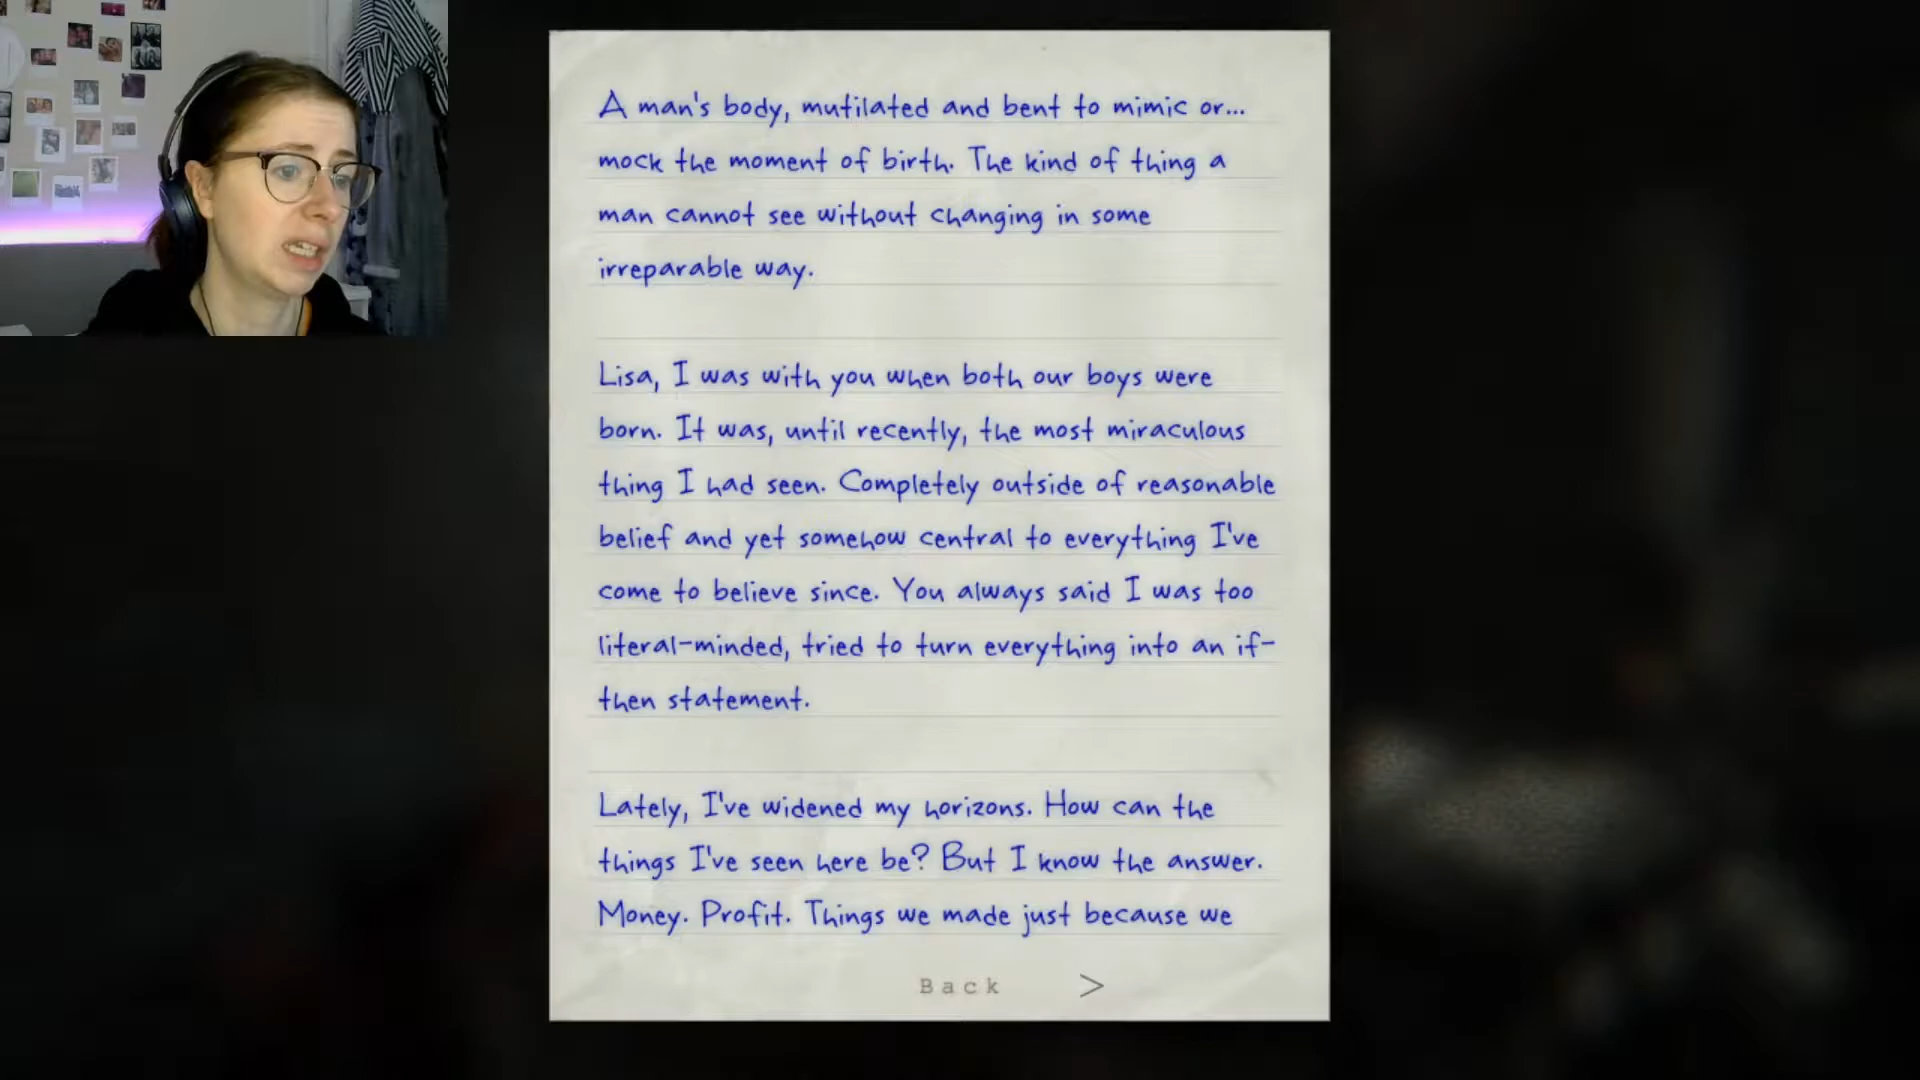 A man's body, mutilated and bent to mimic or...
mock the moment of birth. The kind of thing a
man cannot see without changing in some
irreparable way.
Lisa, I was with you when both our boys were
born. It was, until recently, the most miraculous
thing I had seen. Completely outside of reasonable
belief and yet somehow central to everything I've
come to believe since. You always said I was too
literal-minded, tried to turn everything into an if-
then statement.
Lately, I've widened my horizons. How can the
things I've seen here be? But I know the answer.
Money. Profit. Things we made just because we
Back >